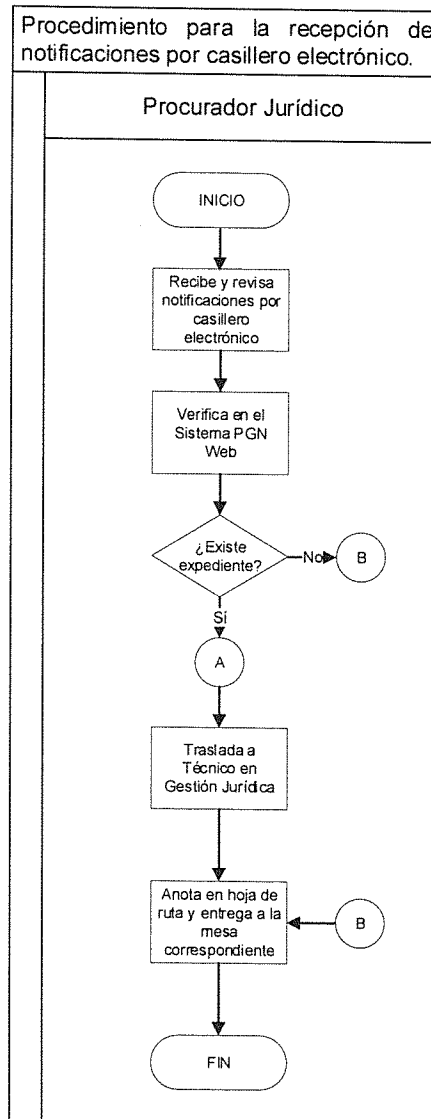 Procedimiento para la recepción de
notificaciones por casillero electrónico.
Procurador Jurídico
INICIO
Recibe y revisa
notificaciones por
casillero
electrónico
Verifica en el
Sistema PGN
Web
¿Existe
expediente?
No
B
Sí
A
Traslada a
Técnico en
Gestión Jurídica
Anota en hoja de
ruta y entrega a la
mesa
correspondiente
B
FIN